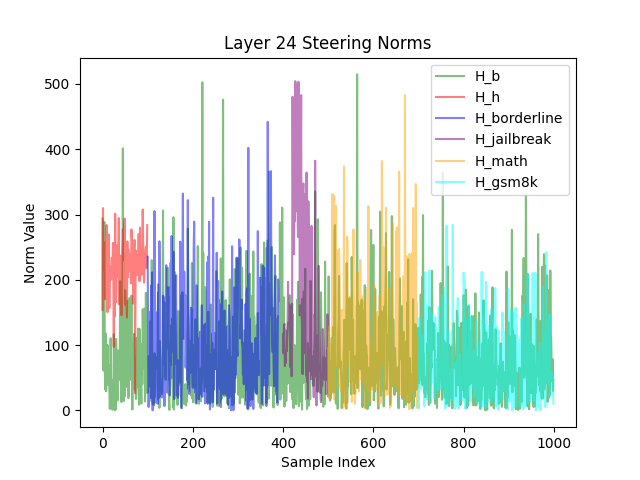 Layer 24 Steering Norms
Norm Value
500
400
300
200
100
0
H_b
H_h
H_borderline
H_jailbreak
H_math
H_gsm8k
0
200
400
600
800
1000
Sample Index